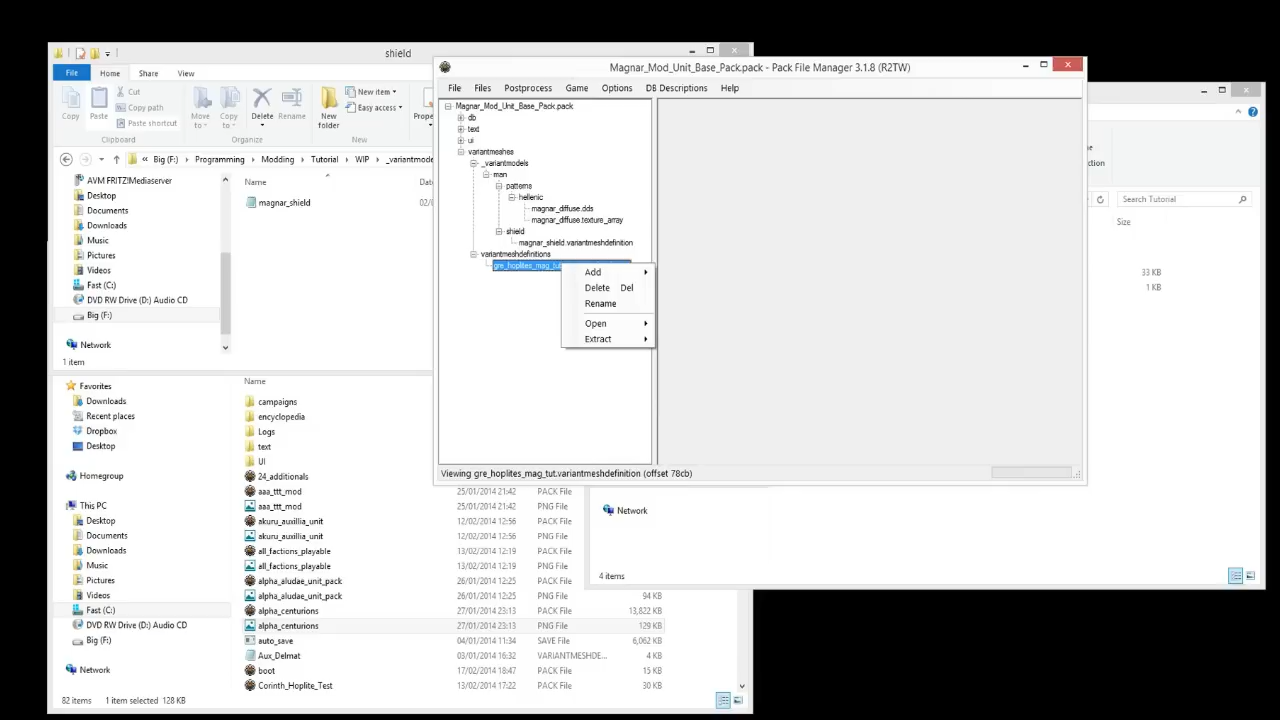 shield
File Home Share View
Copy
Paste
Cut
Copy path
Paste shortcut
Clipboard
Move to
Copy to
Delete
Rename
Organize
New folder
New item
Easy access
New
Big (F:) Programming Modding Tutorial WIP
AVM FRITZ!Mediaserver
Desktop
Documents
Downloads
Music
Pictures
Fast (C:)
DVD RW Drive (D:) Audio CD
Big (F:)
Network
1 item
Name
magnar_shield
Magnar_Mod_Unit_Base_Pack.pack - Pack File Manager 3.1.8 (R2TW)
File Files Postprocess Game Options DB Descriptions Help
Magnar_Mod_Unit_Base_Pack.pack
db
text
ui
variantmeshes
_variantmodels
man
patterns
hellenic
magnar_diffuse.dds
magnar_diffuse.texture_array
shield
magnar_shield.variantmeshdefinition
variantmeshdefinitions
gre_hoplites_mag_tut
Add
Delete Del
Rename
Open
Extract
Viewing gre_hoplites_mag_tut.variantmeshdefinition (offset 78cb)
Search Tutorial
Size
33 KB
1 KB
Network
4 items
Favorites
Downloads
Recent places
Dropbox
Desktop
Homegroup
This PC
Desktop
Documents
Downloads
Music
Pictures
Videos
Fast (C:)
DVD RW Drive (D:) Audio CD
Big (F:)
Network
Name
campaigns
encyclopedia
Logs
text
UI
24_additionals
aaa_ttt_mod 25/01/2014 21:42 PACK File
aaa_ttt_mod 25/01/2014 21:42 PNG File
akuru_auxillia_unit 12/02/2014 12:56 PACK File
akuru_auxillia_unit 12/02/2014 12:56 PNG File
all_factions_playable 13/02/2014 12:19 PACK File
all_factions_playable 13/02/2014 12:19 PNG File
alpha_aludae_unit_pack 26/01/2014 12:25 PACK File
alpha_aludae_unit_pack 26/01/2014 12:25 PNG File 94 KB
alpha_centurions 27/01/2014 23:13 PACK File 13,822 KB
alpha_centurions 27/01/2014 23:13 PNG File 129 KB
auto_save 04/01/2014 11:34 SAVE File 6,062 KB
Aux_Delmat 03/01/2014 16:32 VARIANTMESHDE... 4 KB
boot 17/02/2014 18:47 PACK File 15 KB
Corinth_Hoplite_Test 13/02/2014 17:22 PACK File 30 KB
82 items 1 item selected 128 KB